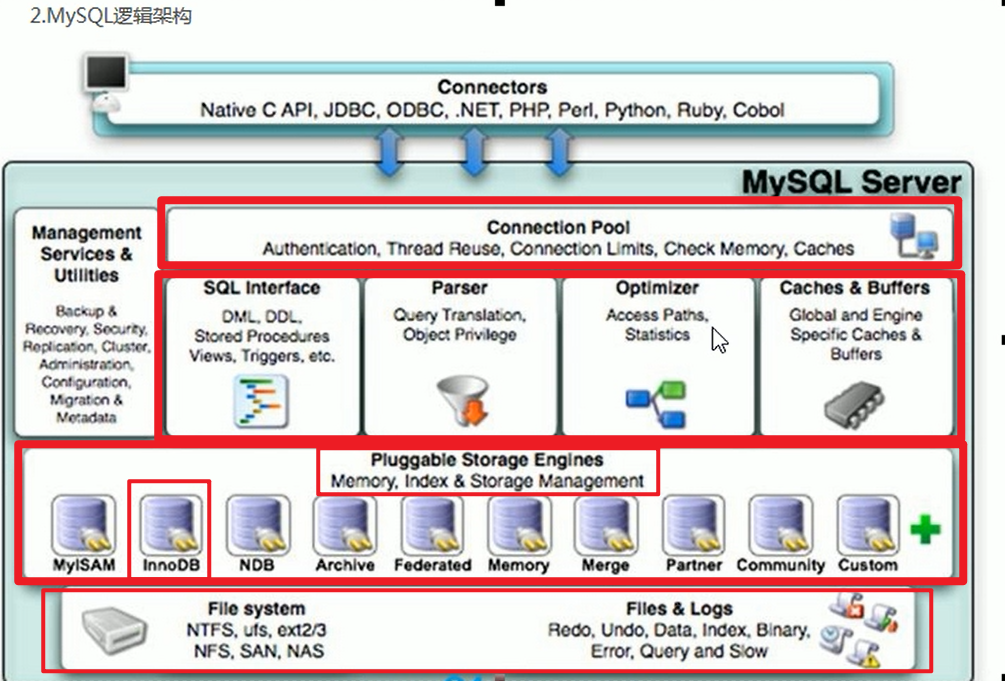 2.MySQL逻辑架构
Connectors
Native C API, JDBC, ODBC, .NET, PHP, Perl, Python, Ruby, Cobol
MySQL Server
Management
Services &
Utilities
Backup &
Recovery, Security,
Replication, Cluster,
Administration,
Configuration,
Migration &
Metadata
Connection Pool
Authentication, Thread Reuse, Connection Limits, Check Memory, Caches
SQL Interface
DML, DDL,
Stored Procedures
Views, Triggers, etc.
Parser
Query Translation,
Object Privilege
Optimizer
Access Paths,
Statistics
Caches & Buffers
Global and Engine
Specific Caches &
Buffers
Pluggable Storage Engines
Memory, Index & Storage Management
MyISAM
InnoDB
NDB
Archive
Federated
Memory
Merge
Partner
Community
Custom
File system
NTFS, ufs, ext2/3
NFS, SAN, NAS
Files & Logs
Redo, Undo, Data, Index, Binary,
Error, Query and Slow